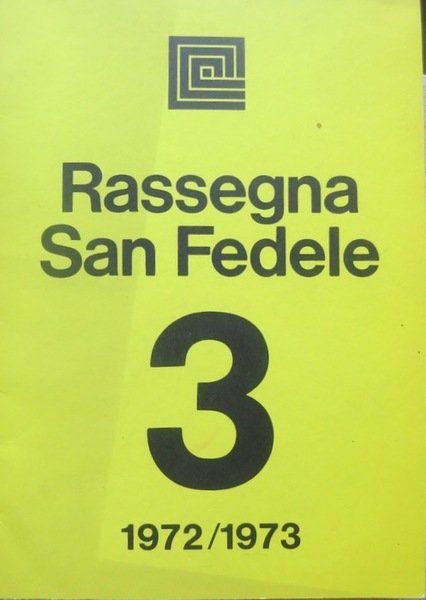 Rassegna
San Fedele
3
1972/1973